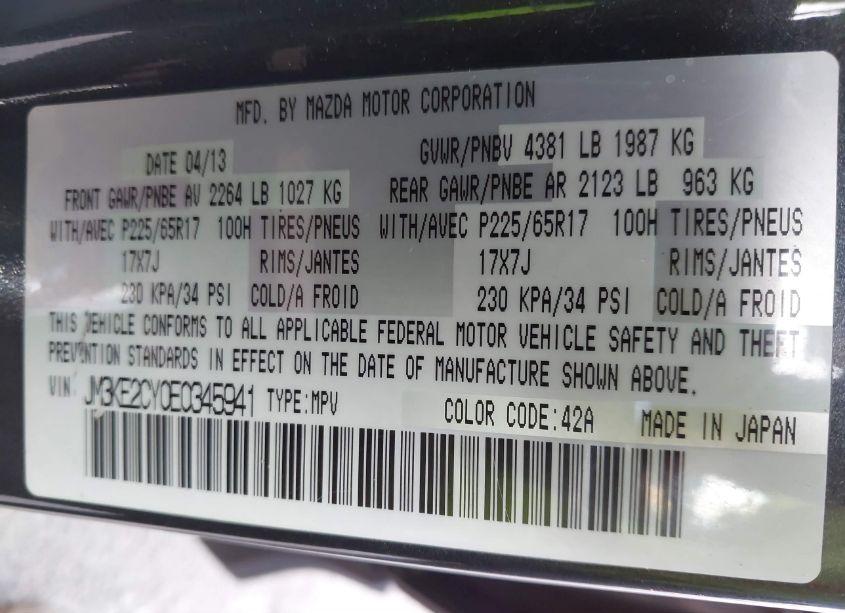 MFD. BY MAZDA MOTOR CORPORATION
DATE 04/13 GVWR/PNBV 4381 LB 1987 KG
FRONT GAWR/PNBE AV 2264 LB 1027 KG REAR GAWR/PNBE AR 2123 LB 963 KG
WITH/AVEC P225/65R17 100H TIRES/PNEUS WITH/AVEC P225/65R17 100H TIRES/PNEUS
17X7J RIMS/JANTES 17X7J RIMS/JANTES
230 KPA/34 PSI COLD/A FROID 230 KPA/34 PSI COLD/A FROID
THIS VEHICLE CONFORMS TO ALL APPLICABLE FEDERAL MOTOR VEHICLE SAFETY AND THEFT
PREVENTION STANDARDS IN EFFECT ON THE DATE OF MANUFACTURE SHOWN ABOVE.
VIN: JM3KE2CY0E0345941 TYPE:MPV COLOR CODE:42A MADE IN JAPAN